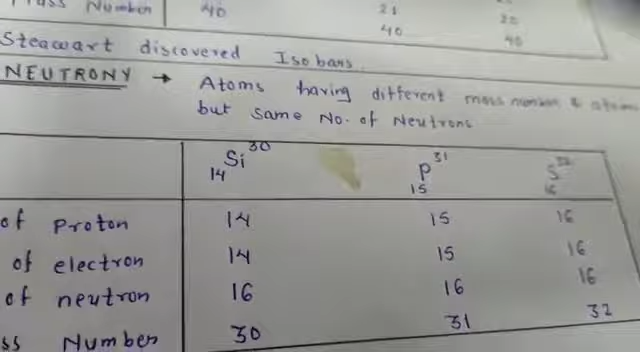 Number 40 21 20
40 40
Steawart discovered Isobars.
NEUTRONY → Atoms having different mass number &
but same No. of Neutrons
14 Si 30 15 P 31 16 S 32
of Proton 14 15 16
of electron 14 15 16
of neutron 16 16 16
ss Number 30 31 32